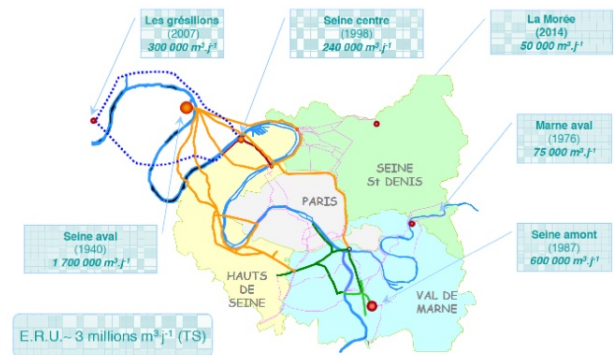 Les grésillons
(2007)
300 000 m³.j⁻¹
Seine centre
(1998)
240 000 m³.j⁻¹
La Morée
(2014)
50 000 m³.j⁻¹
Marne aval
(1976)
75 000 m³.j⁻¹
SEINE
St DENIS
PARIS
Seine aval
(1940)
1 700 000 m³.j⁻¹
Seine amont
(1987)
600 000 m³.j⁻¹
HAUTS
DE
SEINE
VAL DE
MARNE
E.R.U.~ 3 millions m³ j⁻¹ (TS)